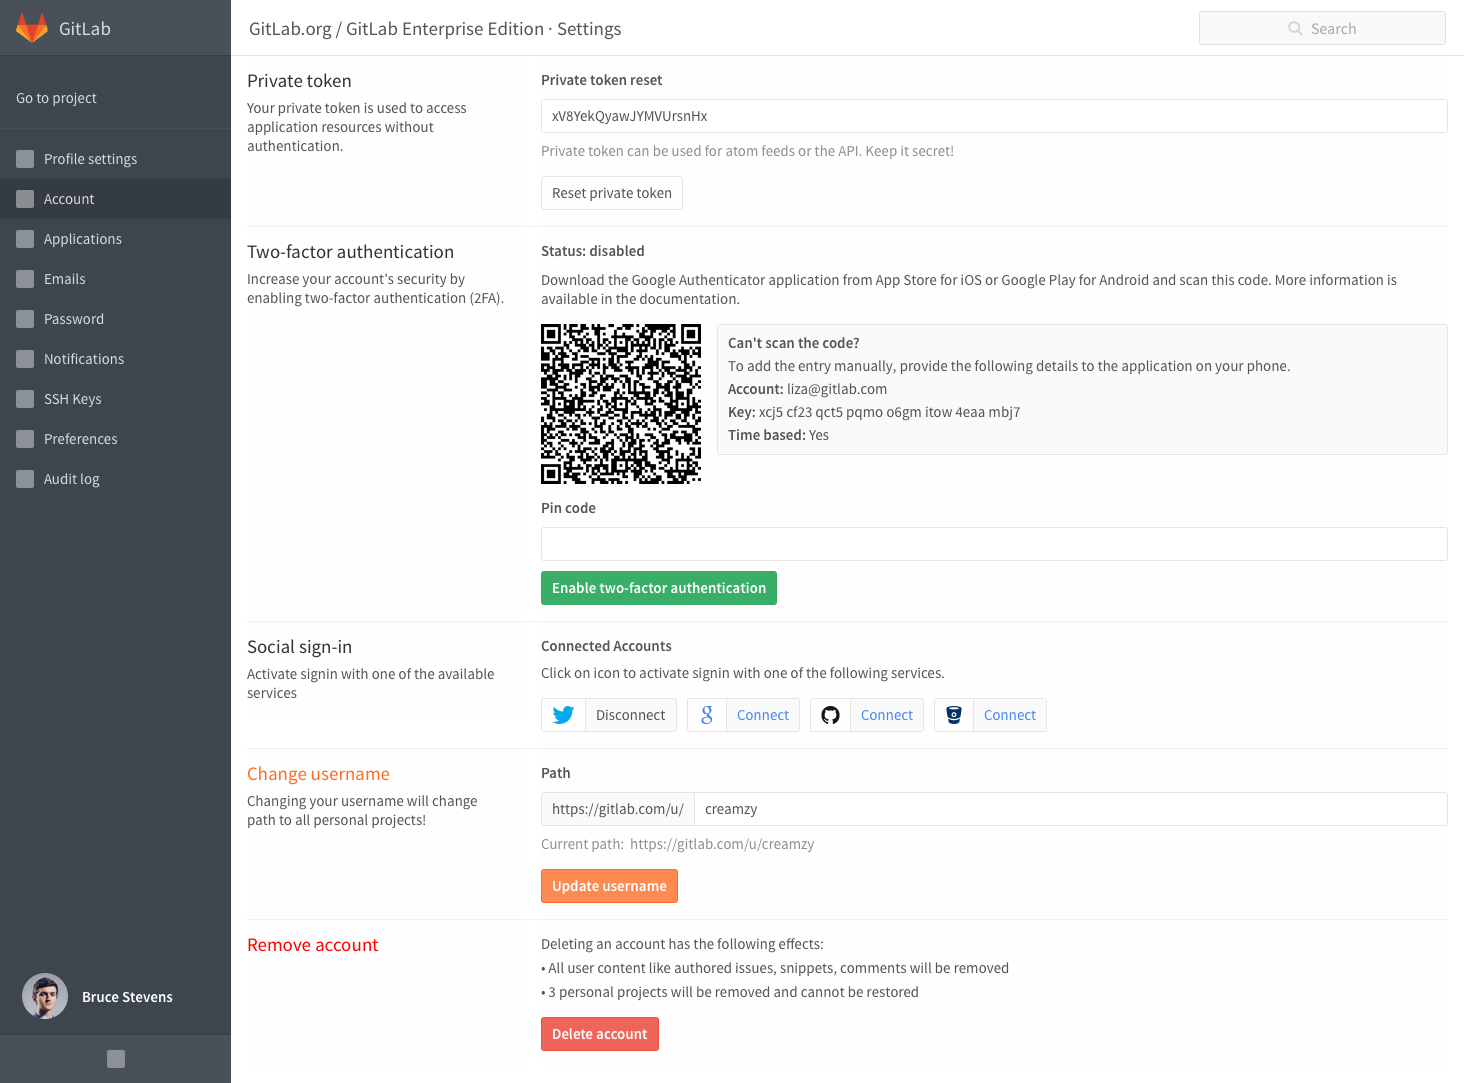 GitLab
GitLab.org / GitLab Enterprise Edition · Settings
Search
Go to project
Profile settings
Account
Applications
Emails
Password
Notifications
SSH Keys
Preferences
Audit log
Bruce Stevens
Private token
Your private token is used to access
application resources without
authentication.
Private token reset
xV8YekQyawJYMVUrsnHx
Private token can be used for atom feeds or the API. Keep it secret!
Reset private token
Two-factor authentication
Increase your account's security by
enabling two-factor authentication (2FA).
Status: disabled
Download the Google Authenticator application from App Store for iOS or Google Play for Android and scan this code. More information is
available in the documentation.
Can't scan the code?
To add the entry manually, provide the following details to the application on your phone.
Account: liza@gitlab.com
Key: xcj5 cf23 qct5 pqmo o6gm itow 4eaa mbj7
Time based: Yes
Pin code
Enable two-factor authentication
Social sign-in
Activate signin with one of the available
services
Connected Accounts
Click on icon to activate signin with one of the following services.
Disconnect
Connect
Connect
Connect
Change username
Changing your username will change
path to all personal projects!
Path
https://gitlab.com/u/ creamzy
Current path: https://gitlab.com/u/creamzy
Update username
Remove account
Deleting an account has the following effects:
• All user content like authored issues, snippets, comments will be removed
• 3 personal projects will be removed and cannot be restored
Delete account